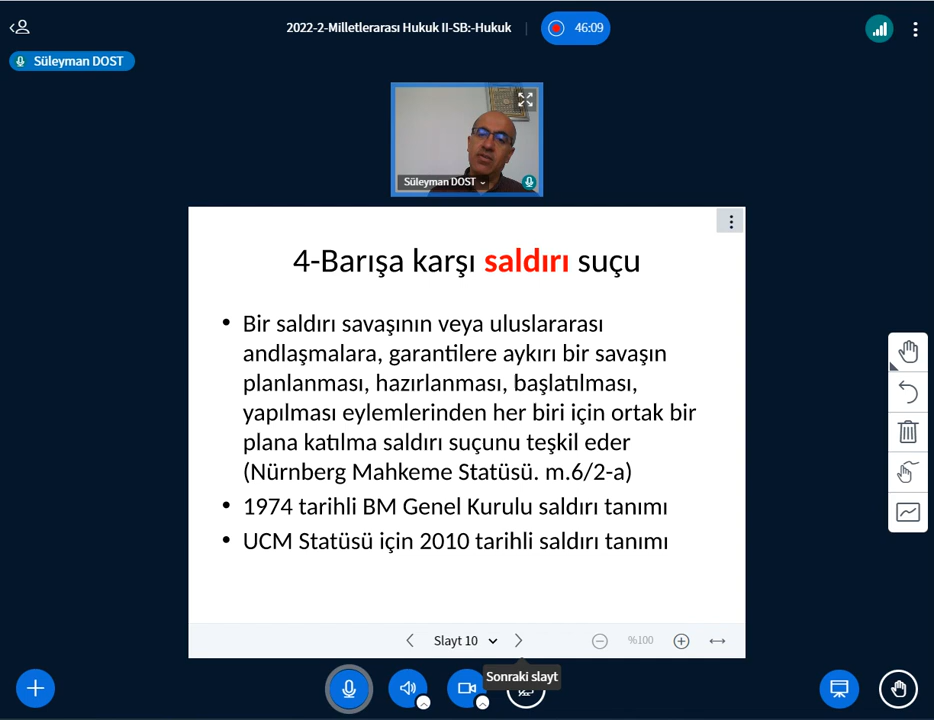 2022-2-Milletlerarası Hukuk II-SB:-Hukuk
46:09
Süleyman DOST
Süleyman DOST
4-Barışa karşı saldırı suçu
• Bir saldırı savaşının veya uluslararası
andlaşmalara, garantilere aykırı bir savaşın
planlanması, hazırlanması, başlatılması,
yapılması eylemlerinden her biri için ortak bir
plana katılma saldırı suçunu teşkil eder
(Nürnberg Mahkeme Statüsü. m.6/2-a)
• 1974 tarihli BM Genel Kurulu saldırı tanımı
• UCM Statüsü için 2010 tarihli saldırı tanımı
Slayt 10
%100
Sonraki slayt